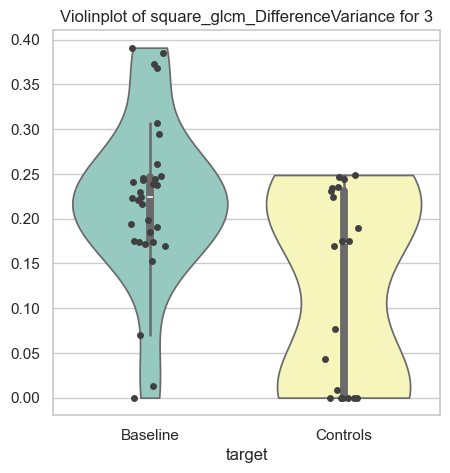 Violinplot of square_glcm_DifferenceVariance for 3
0.40
0.35
0.30
0.25
0.20
0.15
0.10
0.05
0.00
Baseline
Controls
target